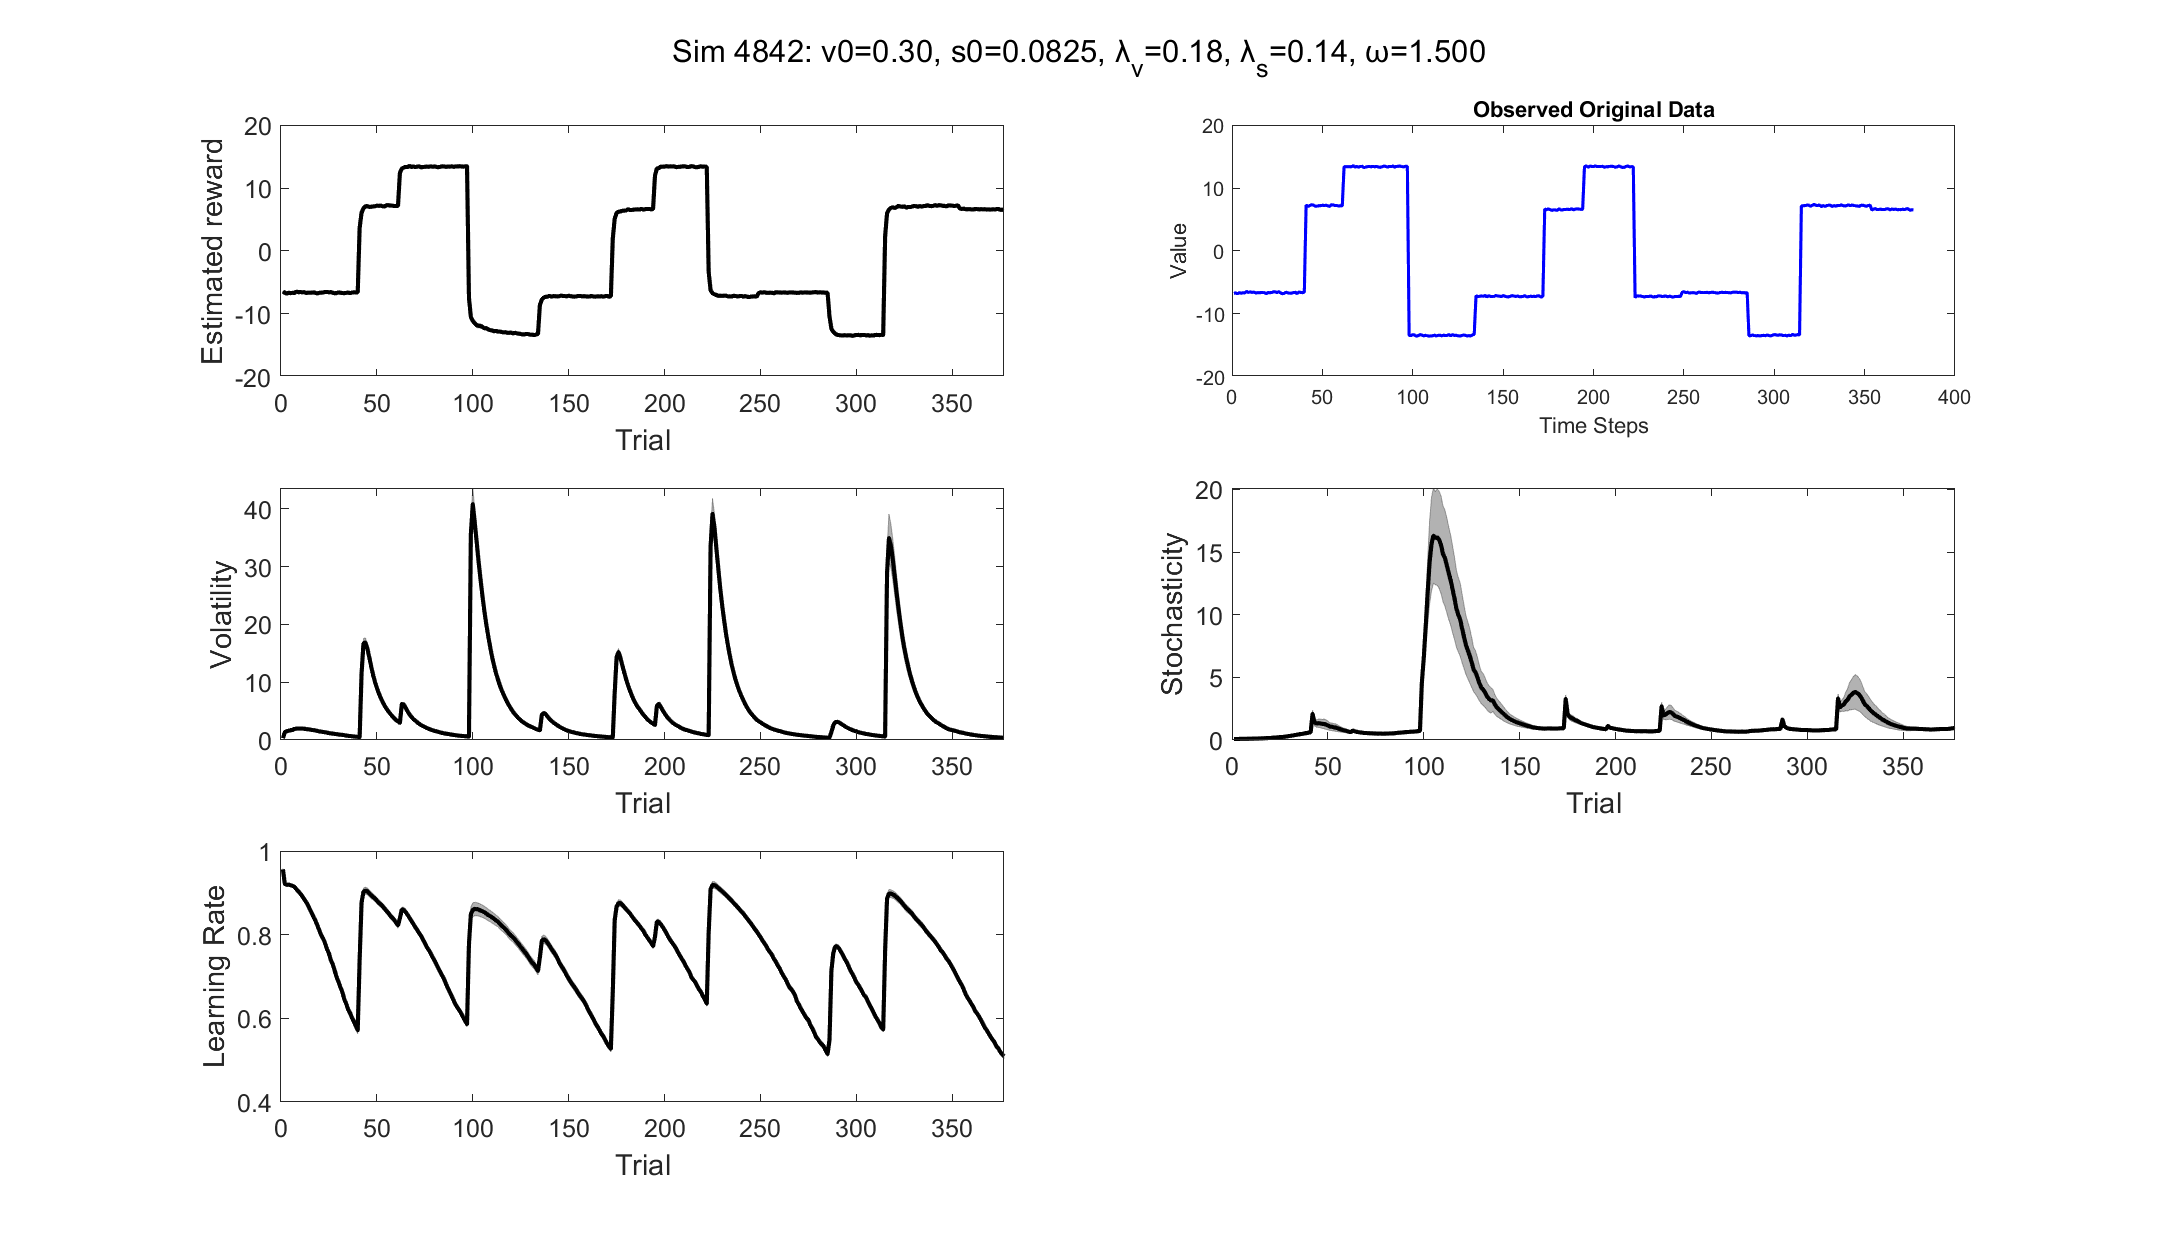 Sim 4842: v0=0.30, s0=0.0825, λ_v=0.18, λ_s=0.14, ω=1.500
Estimated reward
20
10
0
-10
-20
0 50 100 150 200 250 300 350
Trial
Observed Original Data
Value
20
10
0
-10
-20
0 50 100 150 200 250 300 350 400
Time Steps
Volatility
40
30
20
10
0
0 50 100 150 200 250 300 350
Trial
Stochasticity
20
15
10
5
0
0 50 100 150 200 250 300 350
Trial
Learning Rate
1
0.8
0.6
0.4
0 50 100 150 200 250 300 350
Trial